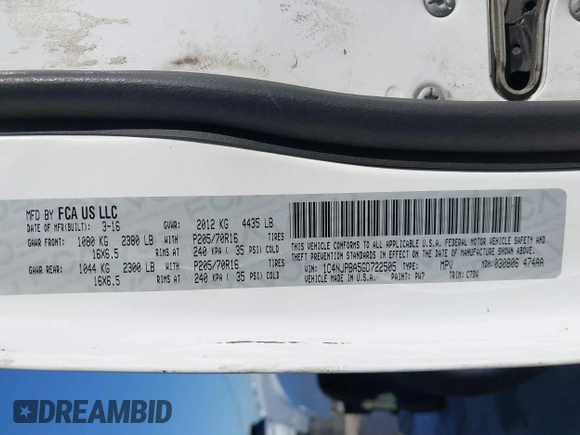 MFD BY FCA US LLC
DATE OF MFR(BUILT): 3-16 GVWR: 2012 KG 4435 LB
GAWR FRONT: 1080 KG 2380 LB WITH P205/70R16 TIRES
16X6.5 RIMS AT 240 KPA ( 35 PSI) COLD
GAWR REAR: 1044 KG 2300 LB WITH P205/70R16 TIRES
16X6.5 RIMS AT 240 KPA ( 35 PSI) COLD
THIS VEHICLE CONFORMS TO ALL APPLICABLE U.S.A. FEDERAL MOTOR VEHICLE SAFETY AND
THEFT PREVENTION STANDARDS IN EFFECT ON THE DATE OF MANUFACTURE SHOWN ABOVE.
VIN: 1C4NJPBA5GD722505 TYPE: MPV MDH: 030806 474AA
VEHICLE MADE IN U.S.A. PAINT: PW7 TRIM: C7DV
DREAMBID